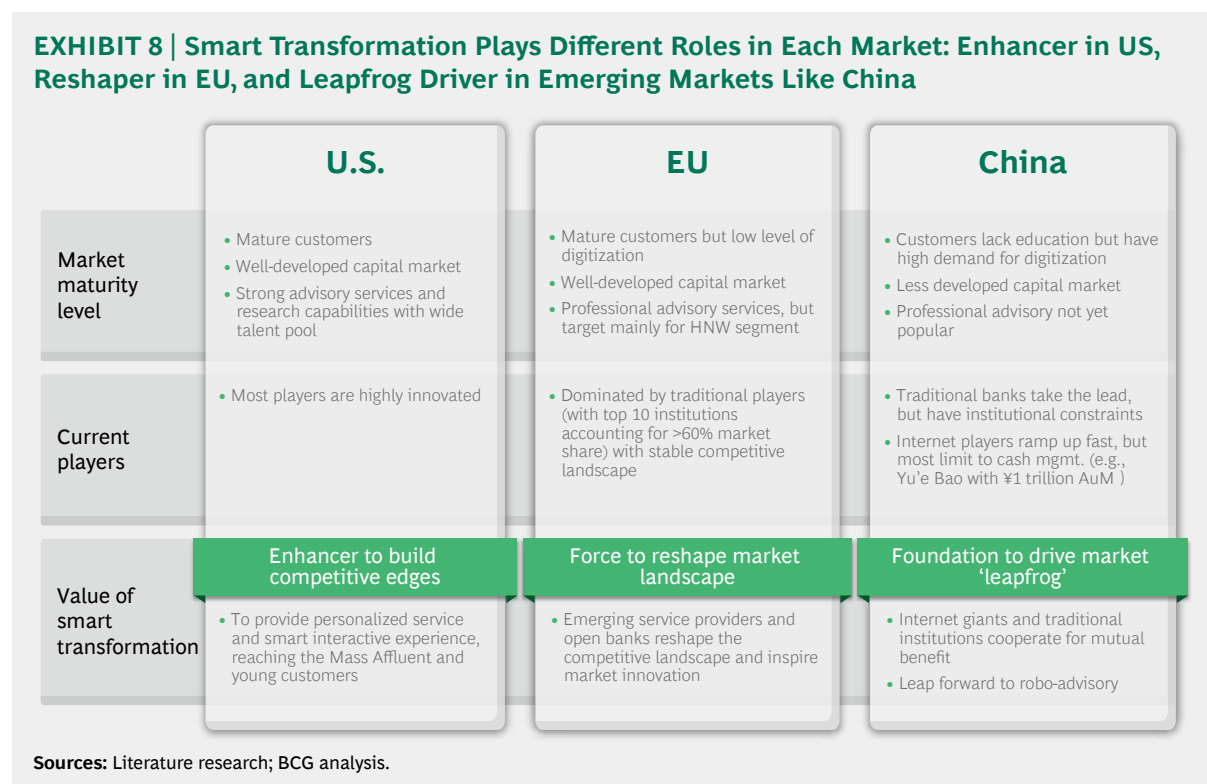 EXHIBIT 8 | Smart Transformation Plays Different Roles in Each Market: Enhancer in US,
Reshaper in EU, and Leapfrog Driver in Emerging Markets Like China
U.S.
EU
China
Market
maturity
level
• Mature customers
• Well-developed capital market
• Strong advisory services and
research capabilities with wide
talent pool
• Mature customers but low level of
digitization
• Well-developed capital market
• Professional advisory services, but
target mainly for HNW segment
• Customers lack education but have
high demand for digitization
• Less developed capital market
• Professional advisory not yet
popular
Current
players
• Most players are highly innovated
• Dominated by traditional players
(with top 10 institutions
accounting for >60% market
share) with stable competitive
landscape
• Traditional banks take the lead,
but have institutional constraints
• Internet players ramp up fast, but
most limit to cash mgmt. (e.g.,
Yu'e Bao with ¥1 trillion AuM )
Value of
smart
transformation
Enhancer to build
competitive edges
• To provide personalized service
and smart interactive experience,
reaching the Mass Affluent and
young customers
Force to reshape market
landscape
• Emerging service providers and
open banks reshape the
competitive landscape and inspire
market innovation
Foundation to drive market
‘leapfrog’
• Internet giants and traditional
institutions cooperate for mutual
benefit
• Leap forward to robo-advisory
Sources: Literature research; BCG analysis.